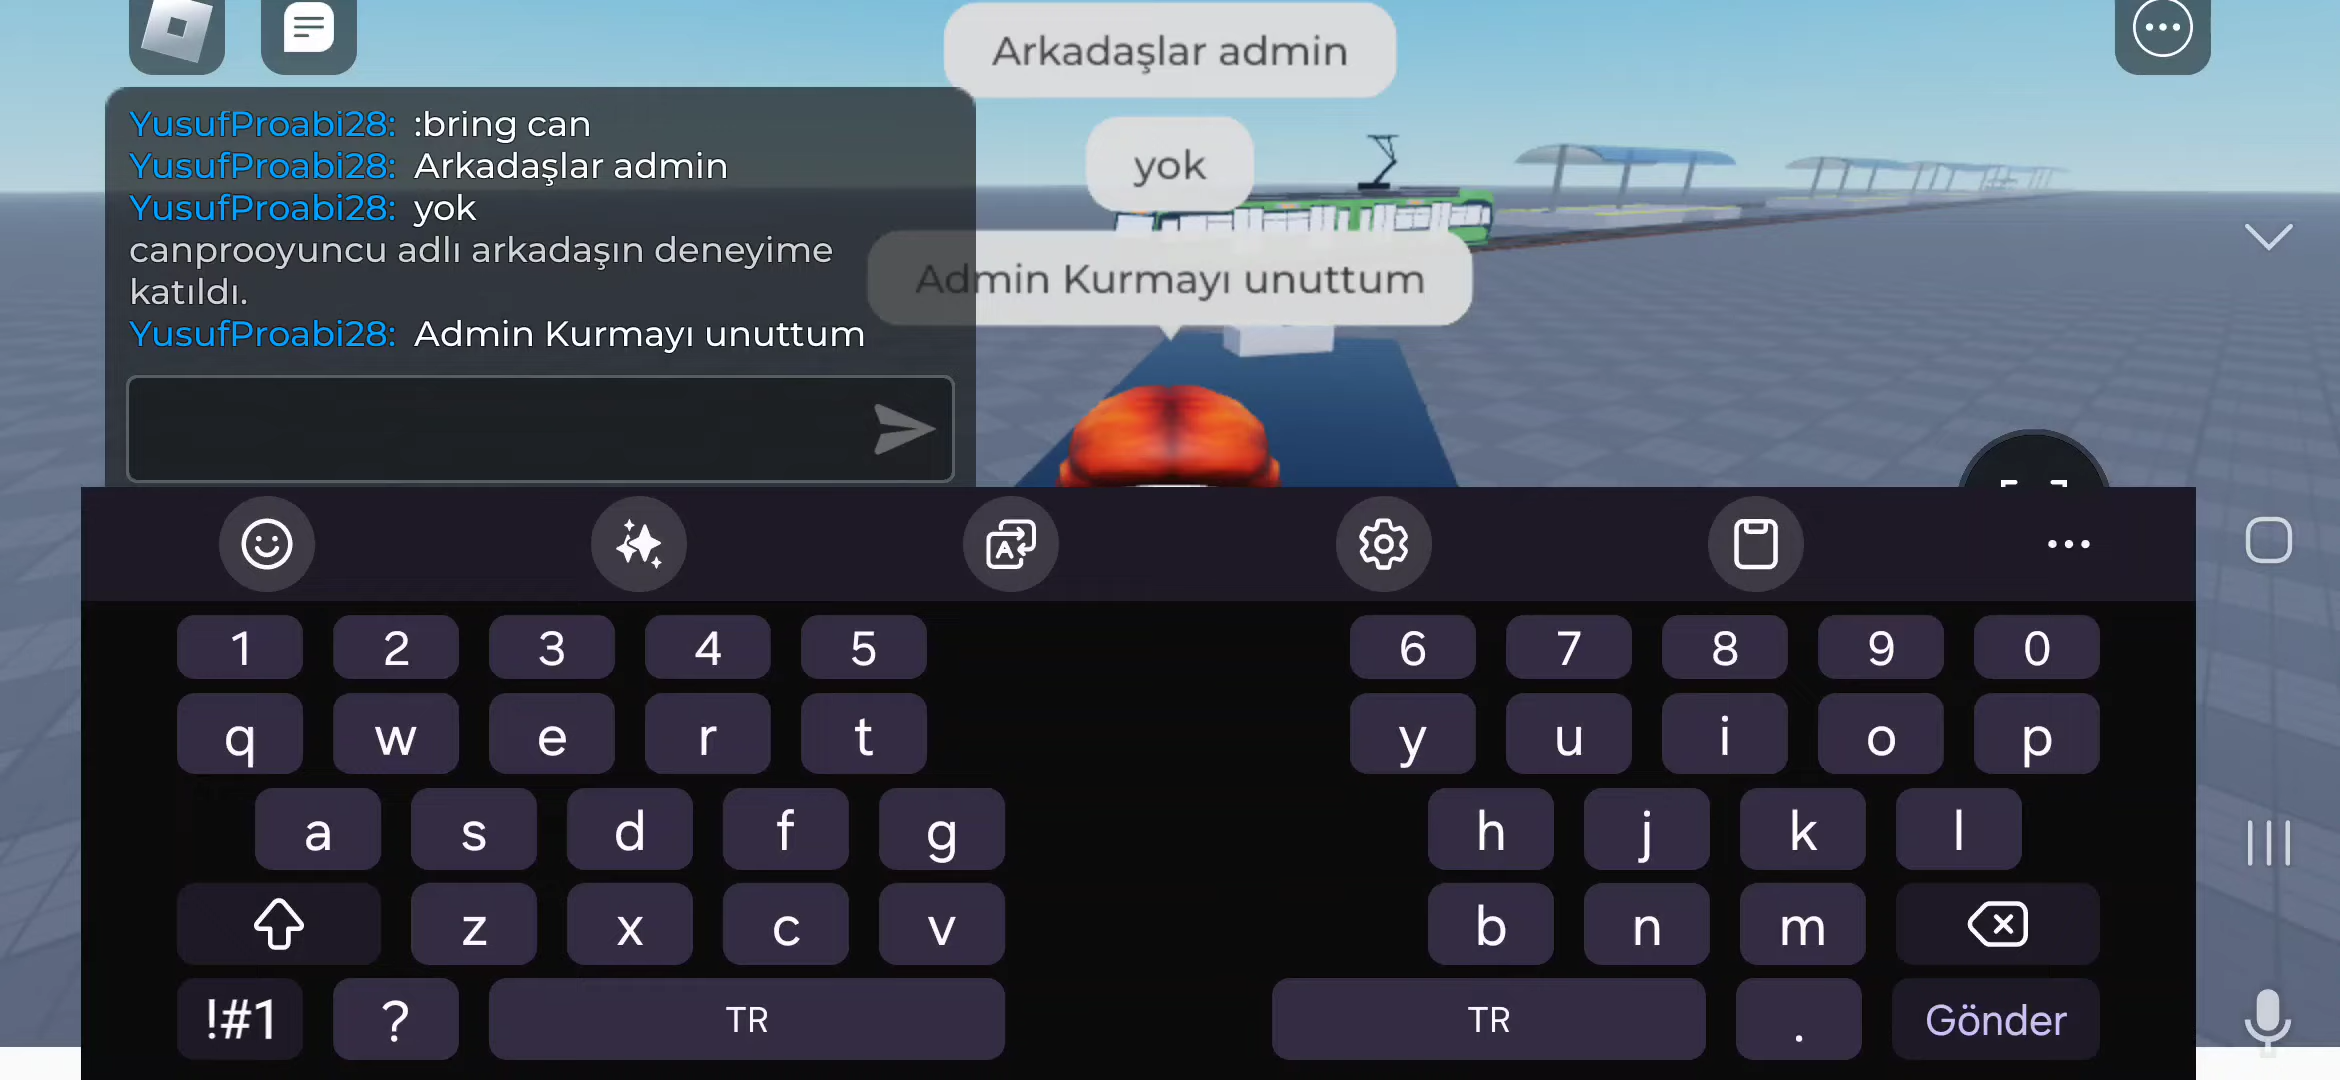 Arkadaşlar admin
yok
Admin Kurmayı unuttum
YusufProabi28: :bring can
YusufProabi28: Arkadaşlar admin
YusufProabi28: yok
canprooyuncu adlı arkadaşın deneyime
katıldı.
YusufProabi28: Admin Kurmayı unuttum
1 2 3 4 5 6 7 8 9 0
q w e r t y u i o p
a s d f g h j k l
z x c v b n m
!#1 ? TR TR . Gönder